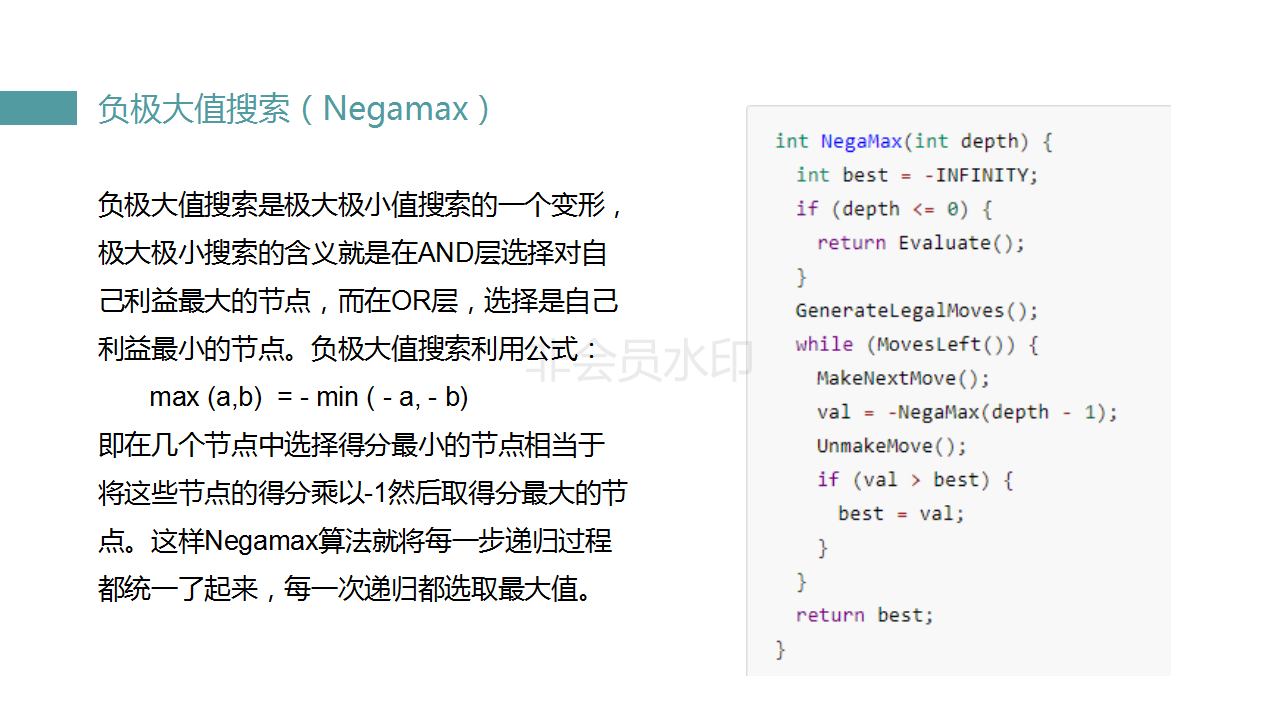 负极大值搜索（Negamax）
负极大值搜索是极大极小值搜索的一个变形，
极大极小搜索的含义就是在AND层选择对自
己利益最大的节点，而在OR层，选择是自己
利益最小的节点。负极大值搜索利用公式：
max (a,b) = - min ( - a, - b)
即在几个节点中选择得分最小的节点相当于
将这些节点的得分乘以-1然后取得分最大的节
点。这样Negamax算法就将每一步递归过程
都统一了起来，每一次递归都选取最大值。
非会员水印
int NegaMax(int depth) {
  int best = -INFINITY;
  if (depth <= 0) {
    return Evaluate();
  }
  GenerateLegalMoves();
  while (MovesLeft()) {
    MakeNextMove();
    val = -NegaMax(depth - 1);
    UnmakeMove();
    if (val > best) {
      best = val;
    }
  }
  return best;
}